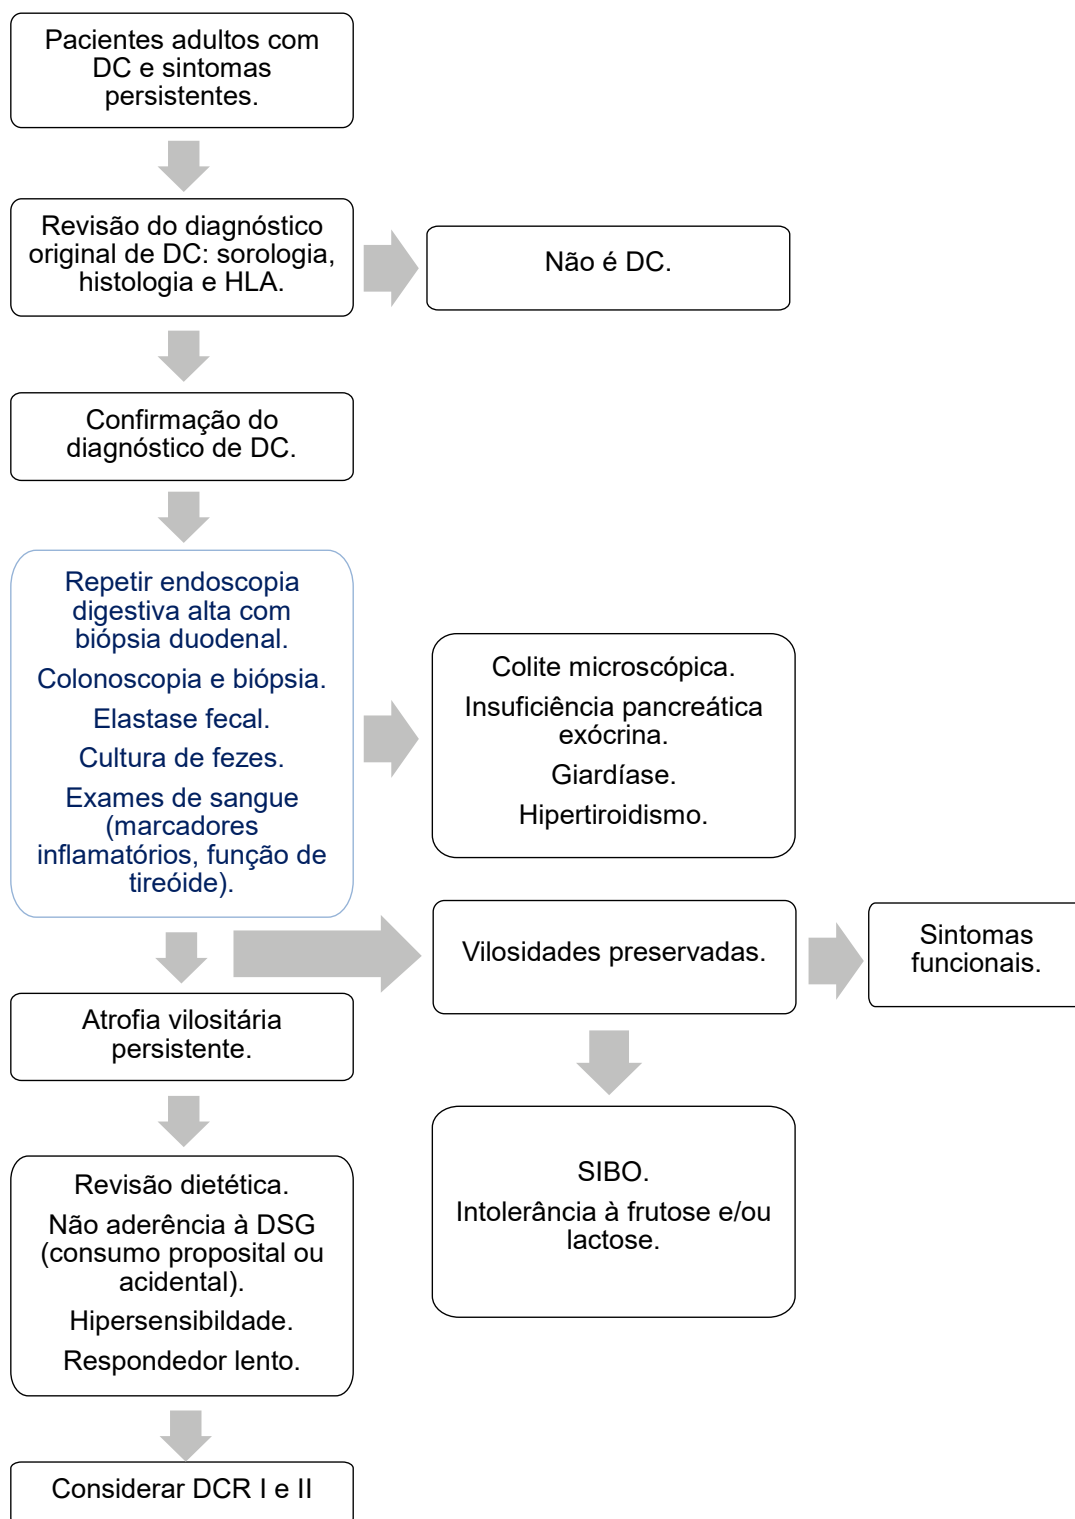 Pacientes adultos com
DC e sintomas
persistentes.
Revisão do diagnóstico
original de DC: sorologia,
histologia e HLA.
Não é DC.
Confirmação do
diagnóstico de DC.
Repetir endoscopia
digestiva alta com
biópsia duodenal.
Colonoscopia e biópsia.
Elastase fecal.
Cultura de fezes.
Exames de sangue
(marcadores
inflamatórios, função de
tireóide).
Colite microscópica.
Insuficiência pancreática
exócrina.
Giardíase.
Hipertiroidismo.
Vilosidades preservadas.
Sintomas
funcionais.
Atrofia vilositária
persistente.
SIBO.
Intolerância à frutose e/ou
lactose.
Revisão dietética.
Não aderência à DSG
(consumo proposital ou
acidental).
Hipersensibildade.
Respondedor lento.
Considerar DCR I e II